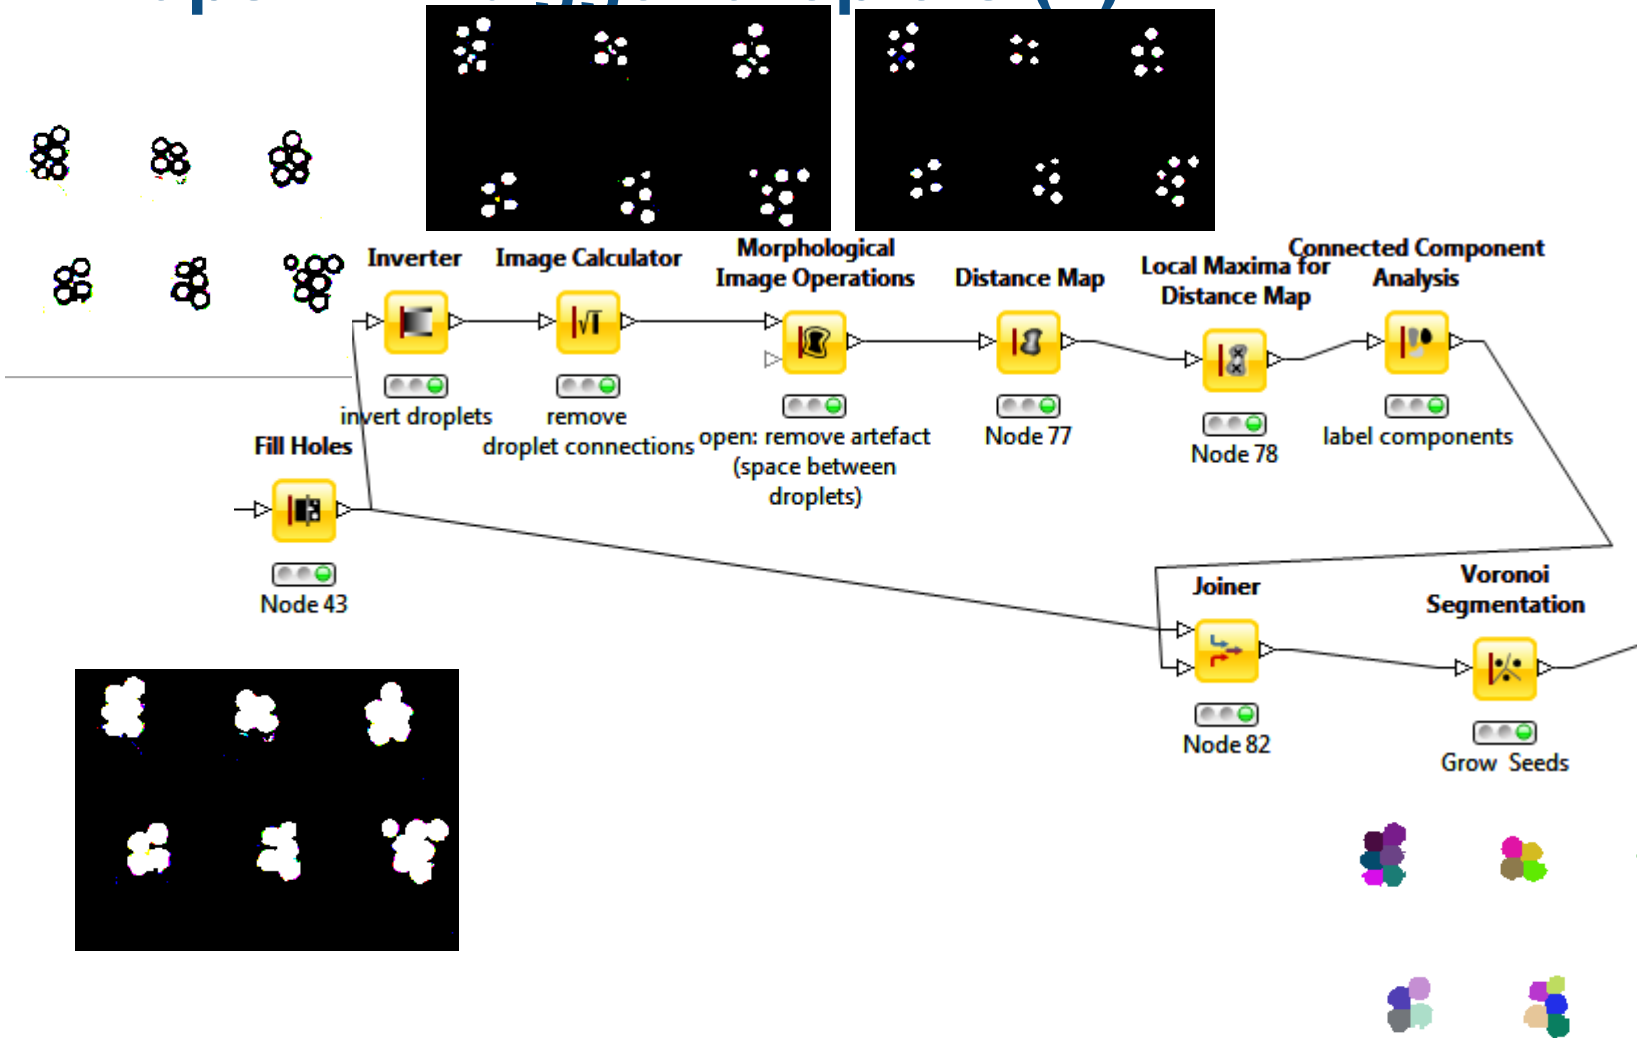 Inverter
Image Calculator
Morphological
Image Operations
Distance Map
Local Maxima for
Distance Map
Connected Component
Analysis
invert droplets
remove
droplet connections
open: remove artefact
(space between
droplets)
Node 77
Node 78
label components
Fill Holes
Node 43
Joiner
Node 82
Voronoi
Segmentation
Grow Seeds